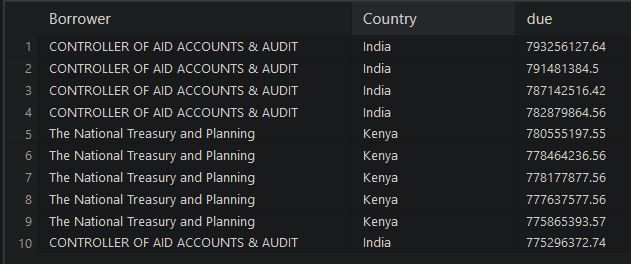 Borrower Country due
1 CONTROLLER OF AID ACCOUNTS & AUDIT India 793256127.64
2 CONTROLLER OF AID ACCOUNTS & AUDIT India 791481384.5
3 CONTROLLER OF AID ACCOUNTS & AUDIT India 787142516.42
4 CONTROLLER OF AID ACCOUNTS & AUDIT India 782879864.56
5 The National Treasury and Planning Kenya 780555197.55
6 The National Treasury and Planning Kenya 778464236.56
7 The National Treasury and Planning Kenya 778177877.56
8 The National Treasury and Planning Kenya 777637577.56
9 The National Treasury and Planning Kenya 775865393.57
10 CONTROLLER OF AID ACCOUNTS & AUDIT India 775296372.74